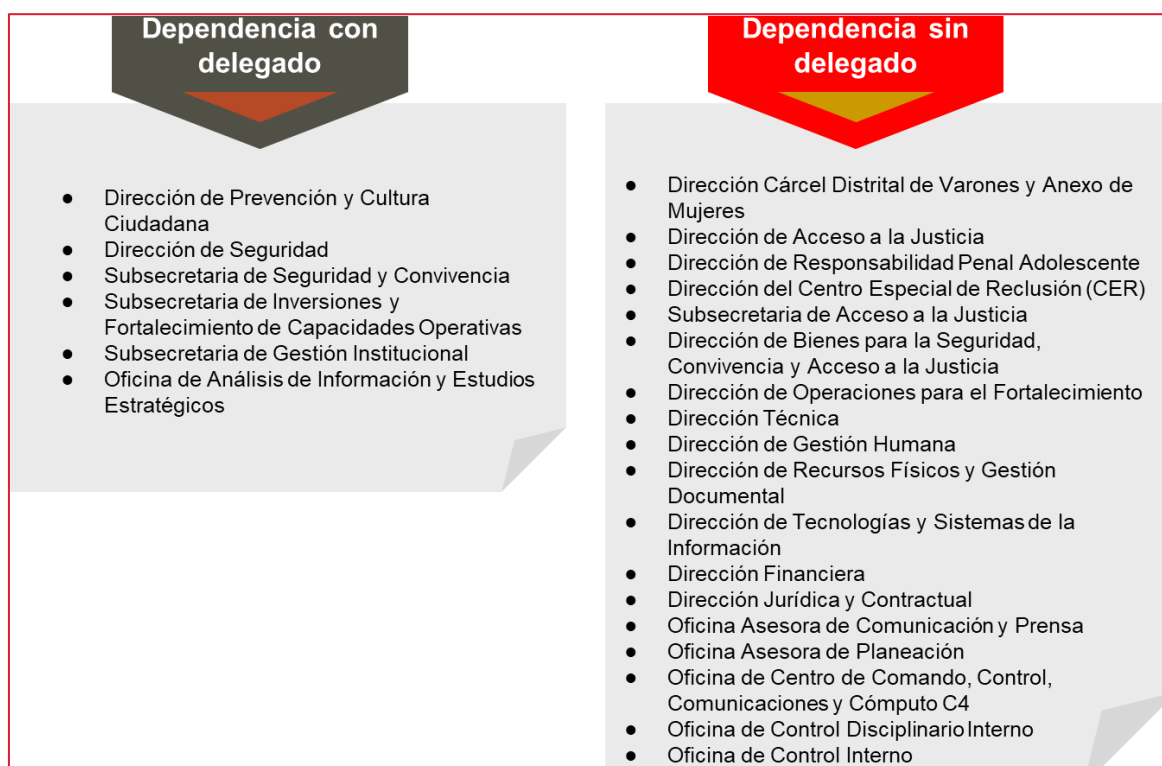 Dependencia con
delegado
● Dirección de Prevención y Cultura
Ciudadana
● Dirección de Seguridad
● Subsecretaria de Seguridad y Convivencia
● Subsecretaria de Inversiones y
Fortalecimiento de Capacidades Operativas
● Subsecretaria de Gestión Institucional
● Oficina de Análisis de Información y Estudios
Estratégicos
Dependencia sin
delegado
● Dirección Cárcel Distrital de Varones y Anexo de
Mujeres
● Dirección de Acceso a la Justicia
● Dirección de Responsabilidad Penal Adolescente
● Dirección del Centro Especial de Reclusión (CER)
● Subsecretaria de Acceso a la Justicia
● Dirección de Bienes para la Seguridad,
Convivencia y Acceso a la Justicia
● Dirección de Operaciones para el Fortalecimiento
● Dirección Técnica
● Dirección de Gestión Humana
● Dirección de Recursos Físicos y Gestión
Documental
● Dirección de Tecnologías y Sistemas de la
Información
● Dirección Financiera
● Dirección Jurídica y Contractual
● Oficina Asesora de Comunicación y Prensa
● Oficina Asesora de Planeación
● Oficina de Centro de Comando, Control,
Comunicaciones y Cómputo C4
● Oficina de Control Disciplinario Interno
● Oficina de Control Interno